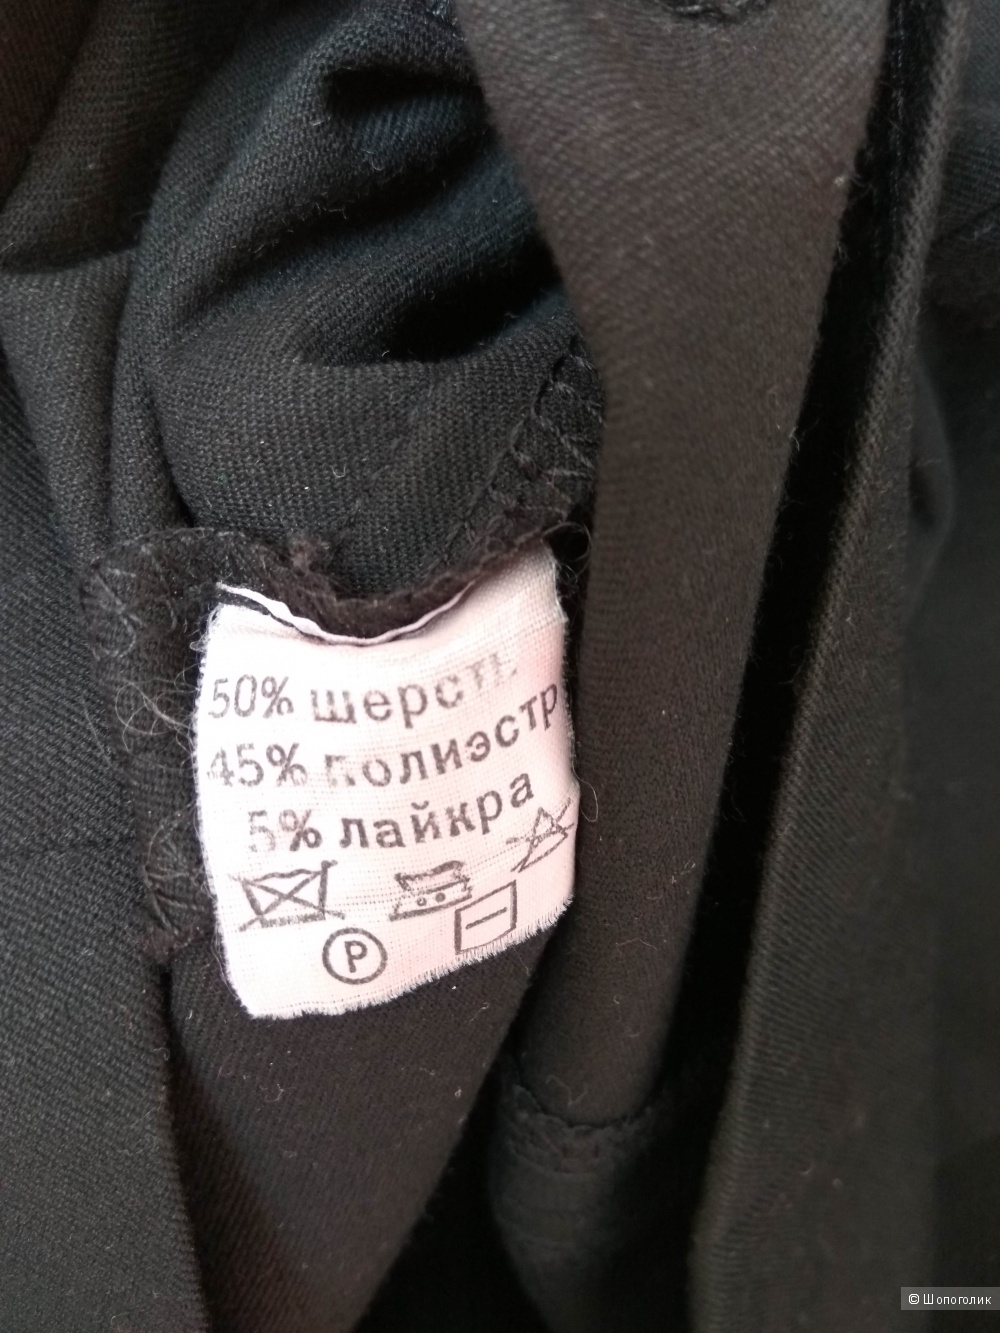 50% шерсть
45% полиэстр
5% лайкра
P
© Шопоголик